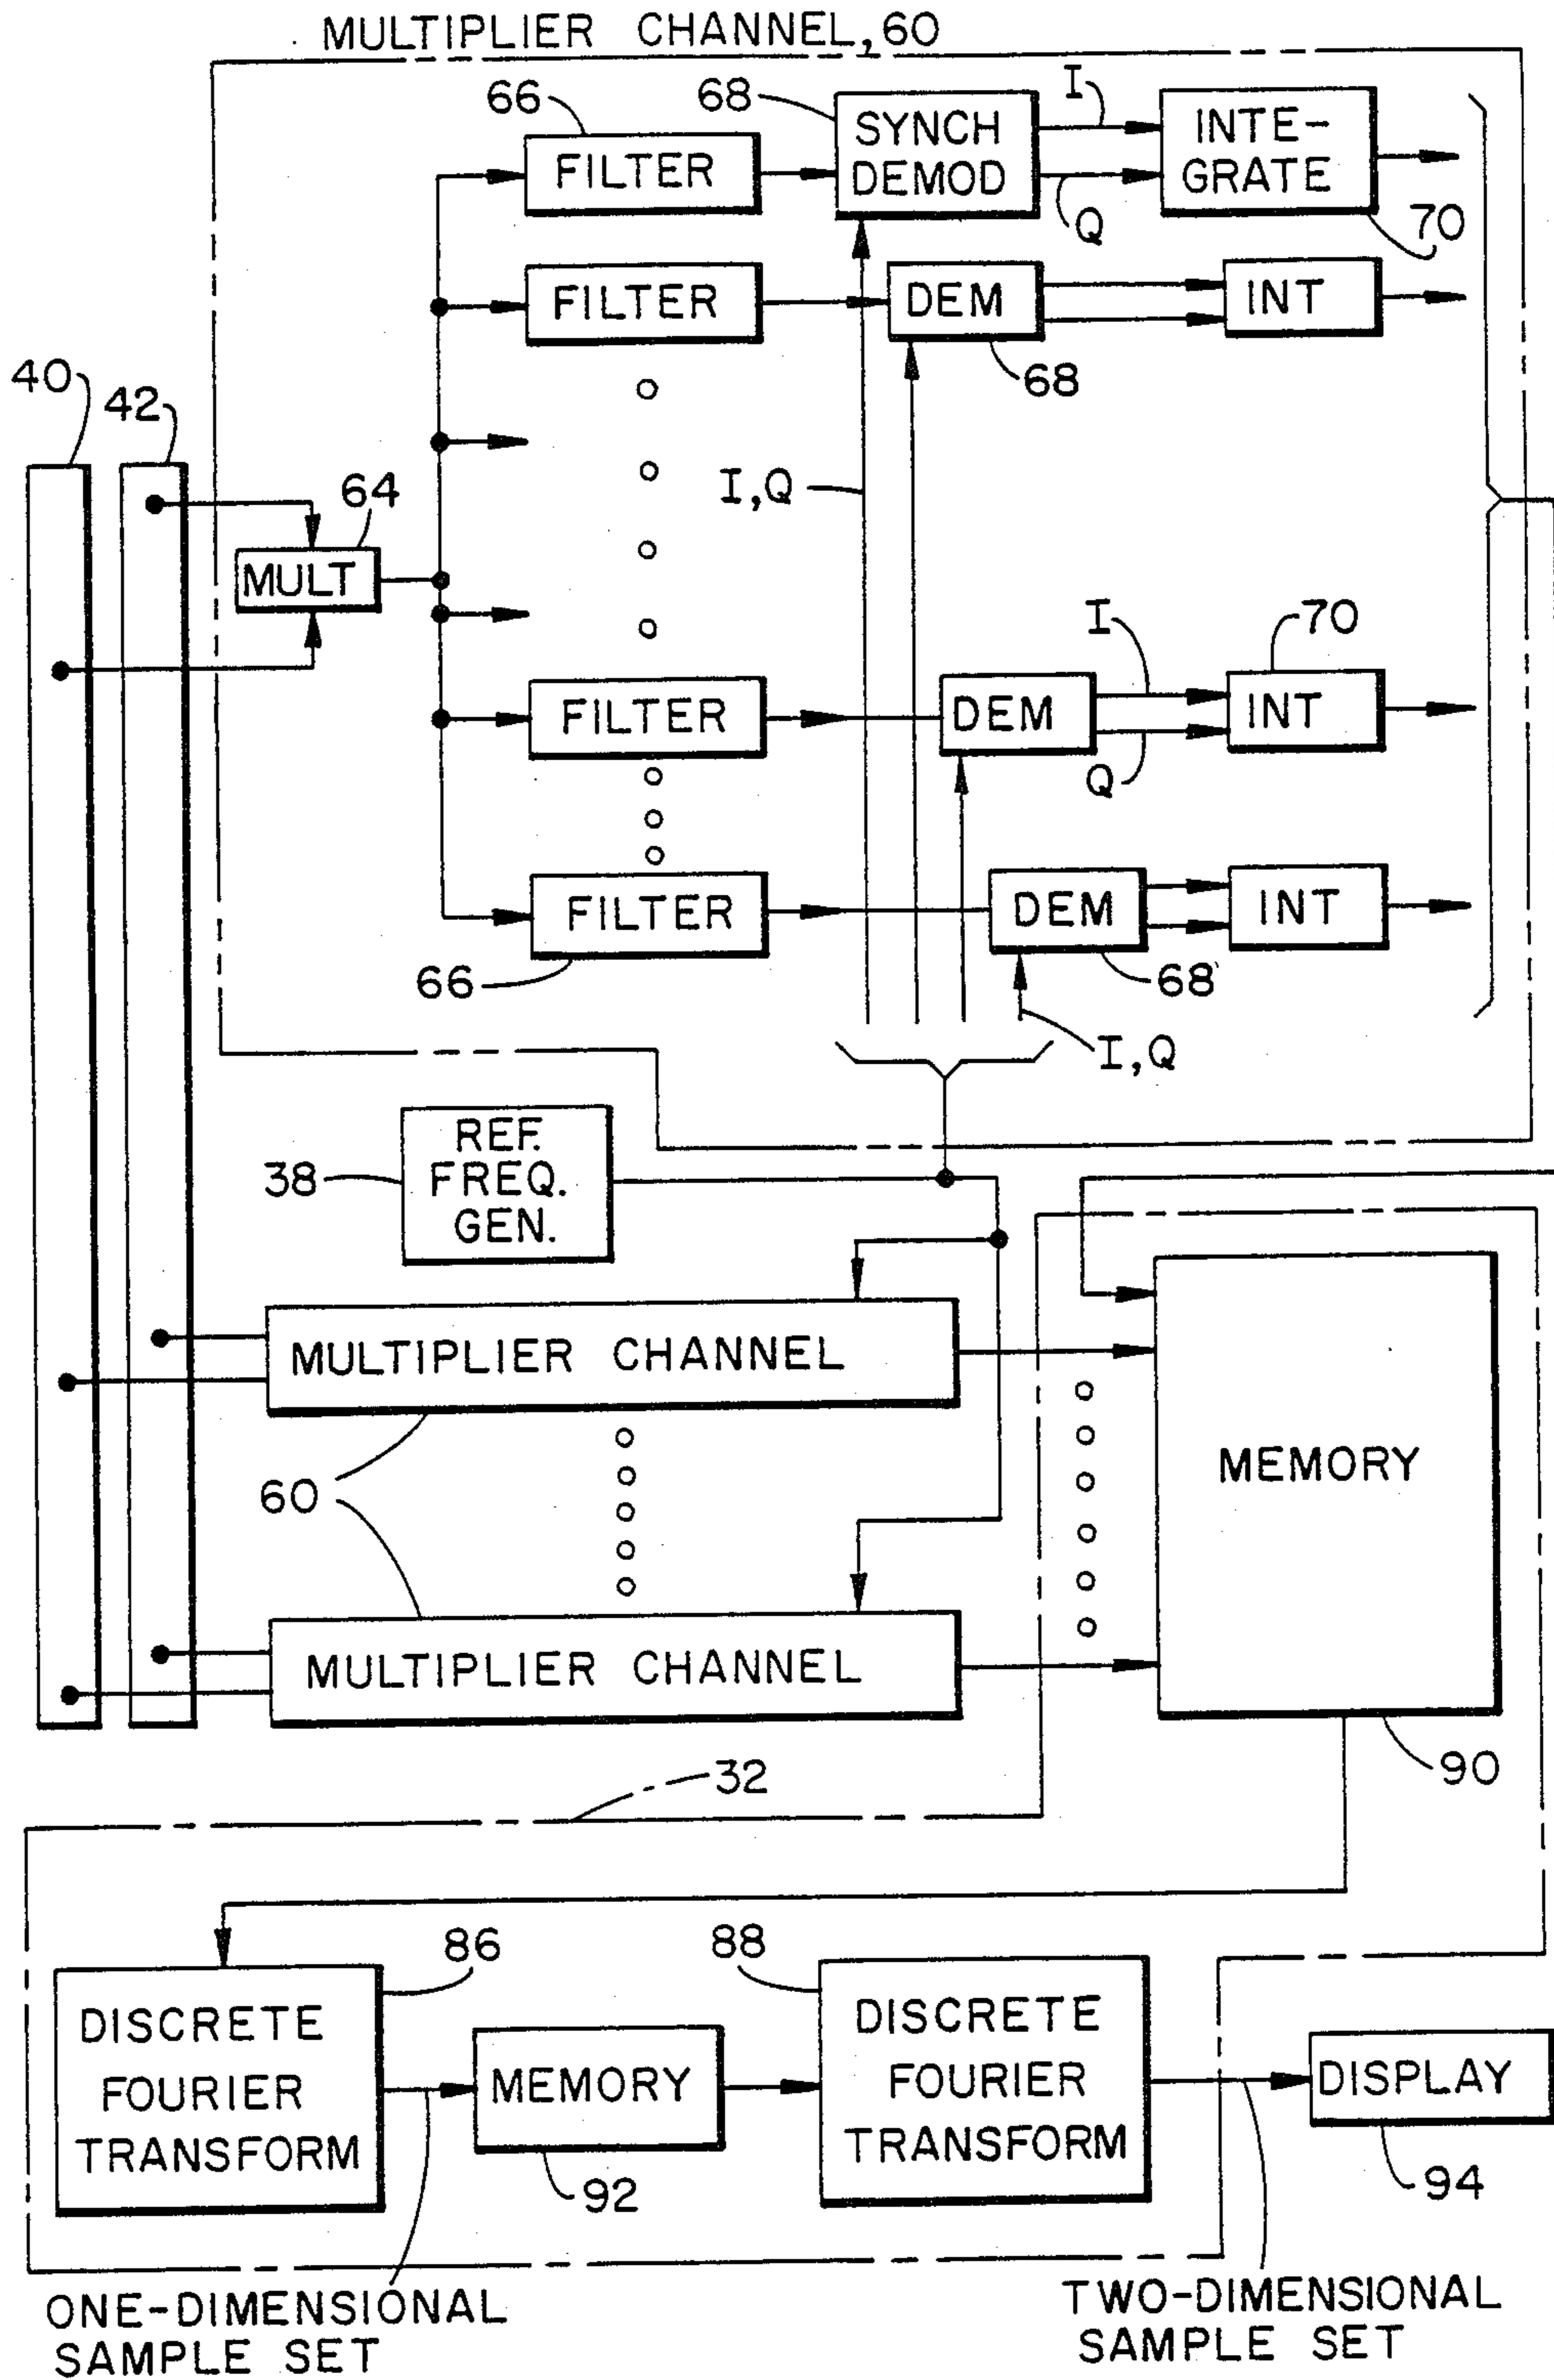 MULTIPLIER CHANNEL, 60
66
68
I
FILTER
SYNCH
DEMOD
INTE-
GRATE
Q
70
FILTER
DEM
INT
68
40
42
64
I,Q
MULT
I
70
FILTER
DEM
INT
Q
FILTER
DEM
INT
66
68
I,Q
38
REF.
FREQ.
GEN.
MULTIPLIER CHANNEL
60
MEMORY
MULTIPLIER CHANNEL
32
90
86
88
DISCRETE
FOURIER
TRANSFORM
MEMORY
92
DISCRETE
FOURIER
TRANSFORM
DISPLAY
94
ONE-DIMENSIONAL
SAMPLE SET
TWO-DIMENSIONAL
SAMPLE SET